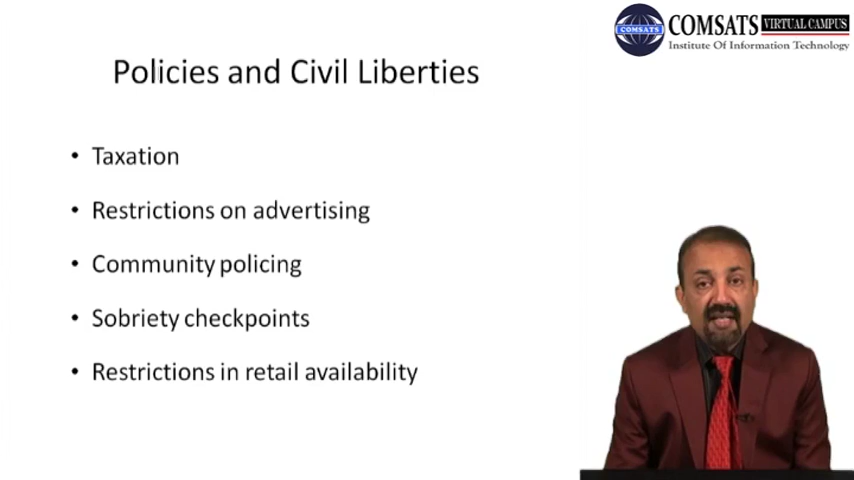 COMSATS VIRTUAL CAMPUS
COMSATS
Institute Of Information Technology
Policies and Civil Liberties
• Taxation
• Restrictions on advertising
• Community policing
• Sobriety checkpoints
• Restrictions in retail availability